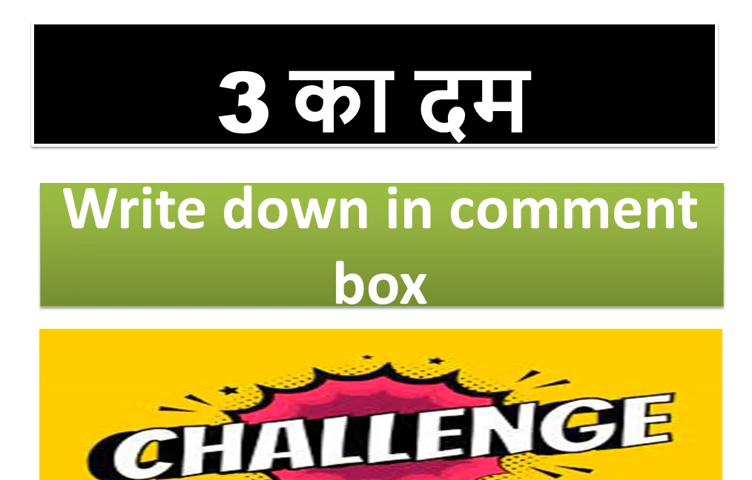 3 का दम
Write down in comment
box
CHALLENGE